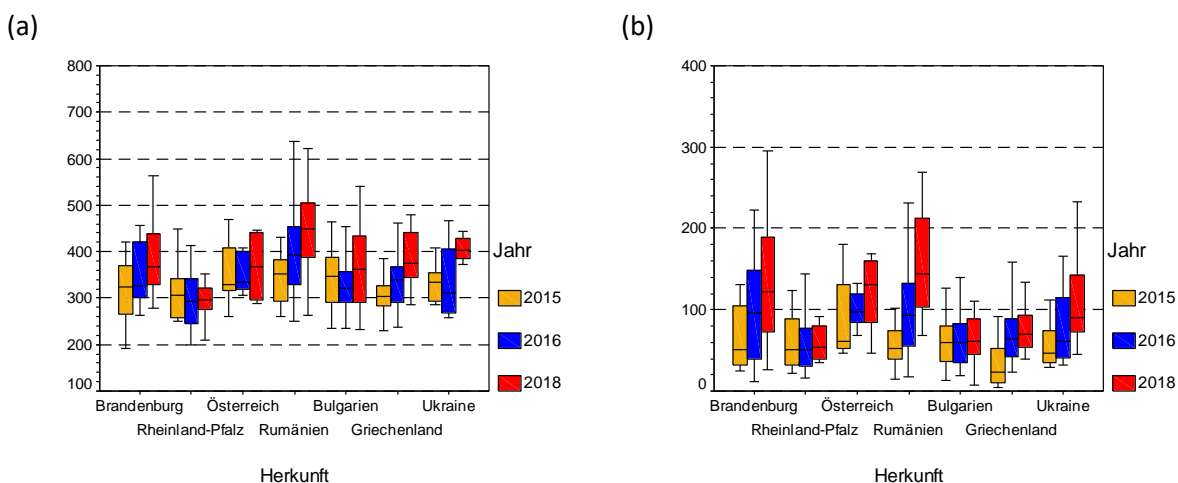 (a)
800
700
600
500
400
300
200
100
Brandenburg Österreich Bulgarien Ukraine
Rheinland-Pfalz Rumänien Griechenland
Herkunft
Jahr
2015
2016
2018
(b)
400
300
200
100
0
Brandenburg Österreich Bulgarien Ukraine
Rheinland-Pfalz Rumänien Griechenland
Herkunft
Jahr
2015
2016
2018